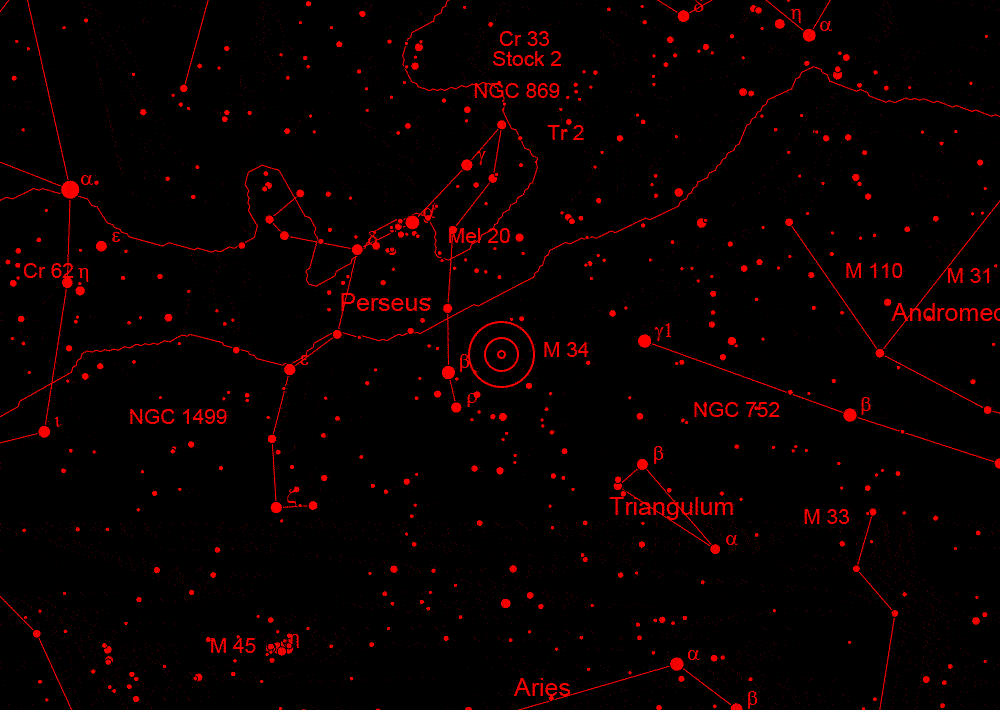 δ
η α
Cr 33
Stock 2
NGC 869
Tr 2
γ
α
α
ε
δ
Mel 20
Cr 62 η
M 110
M 31
Perseus
Andromed
γ1
M 34
ε
β
ρ
β
NGC 1499
NGC 752
ι
β
ζ
Triangulum
M 33
α
M 45 η
α
Aries
β